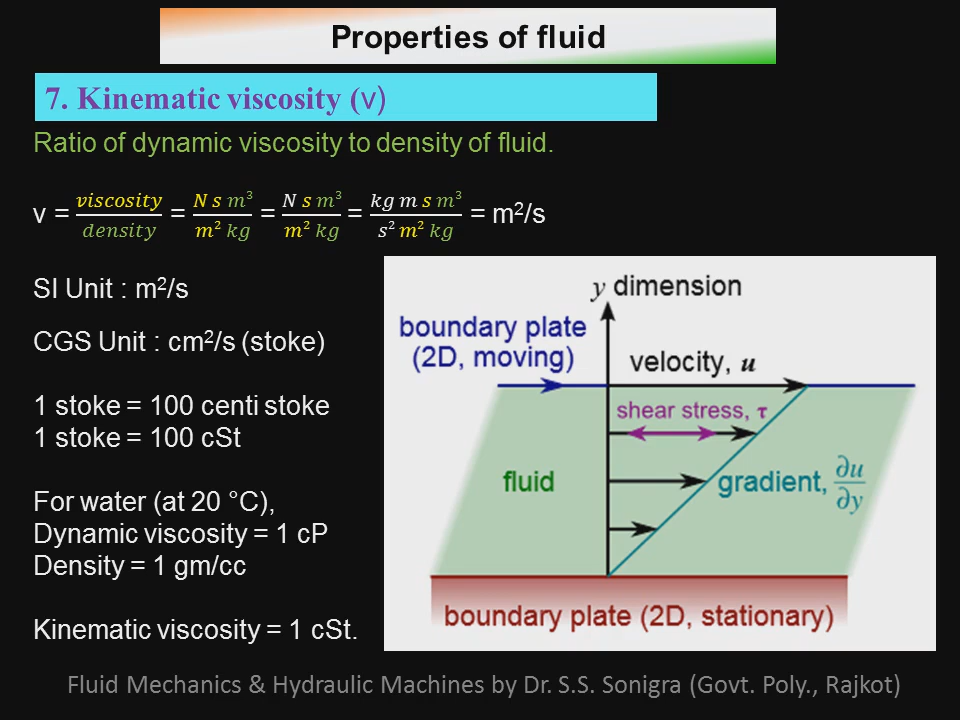 Properties of fluid
7. Kinematic viscosity (ν)
Ratio of dynamic viscosity to density of fluid.
ν = viscosity/density = N s m³/m² kg = N s m³/m² kg = kg m s m³/s² m² kg = m²/s
SI Unit : m²/s
CGS Unit : cm²/s (stoke)
1 stoke = 100 centi stoke
1 stoke = 100 cSt
For water (at 20 °C),
Dynamic viscosity = 1 cP
Density = 1 gm/cc
Kinematic viscosity = 1 cSt.
y dimension
boundary plate
(2D, moving)
velocity, u
shear stress, τ
fluid
gradient, ∂u/∂y
boundary plate (2D, stationary)
Fluid Mechanics & Hydraulic Machines by Dr. S.S. Sonigra (Govt. Poly., Rajkot)